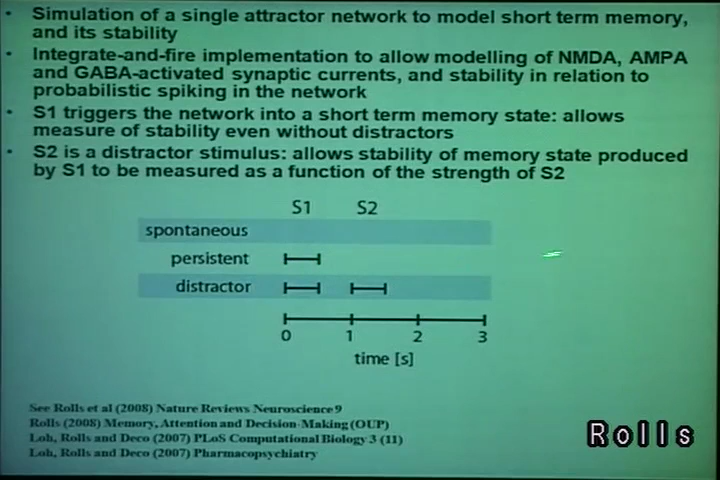 • Simulation of a single attractor network to model short term memory,
and its stability
• Integrate-and-fire implementation to allow modelling of NMDA, AMPA
and GABA-activated synaptic currents, and stability in relation to
probabilistic spiking in the network
• S1 triggers the network into a short term memory state: allows
measure of stability even without distractors
• S2 is a distractor stimulus: allows stability of memory state produced
by S1 to be measured as a function of the strength of S2
S1 S2
spontaneous
persistent
distractor
0 1 2 3
time [s]
See Rolls et al (2008) Nature Reviews Neuroscience 9
Rolls (2008) Memory, Attention and Decision-Making (OUP)
Loh, Rolls and Deco (2007) PLoS Computational Biology 3 (11)
Loh, Rolls and Deco (2007) Pharmacopsychiatry
Rolls